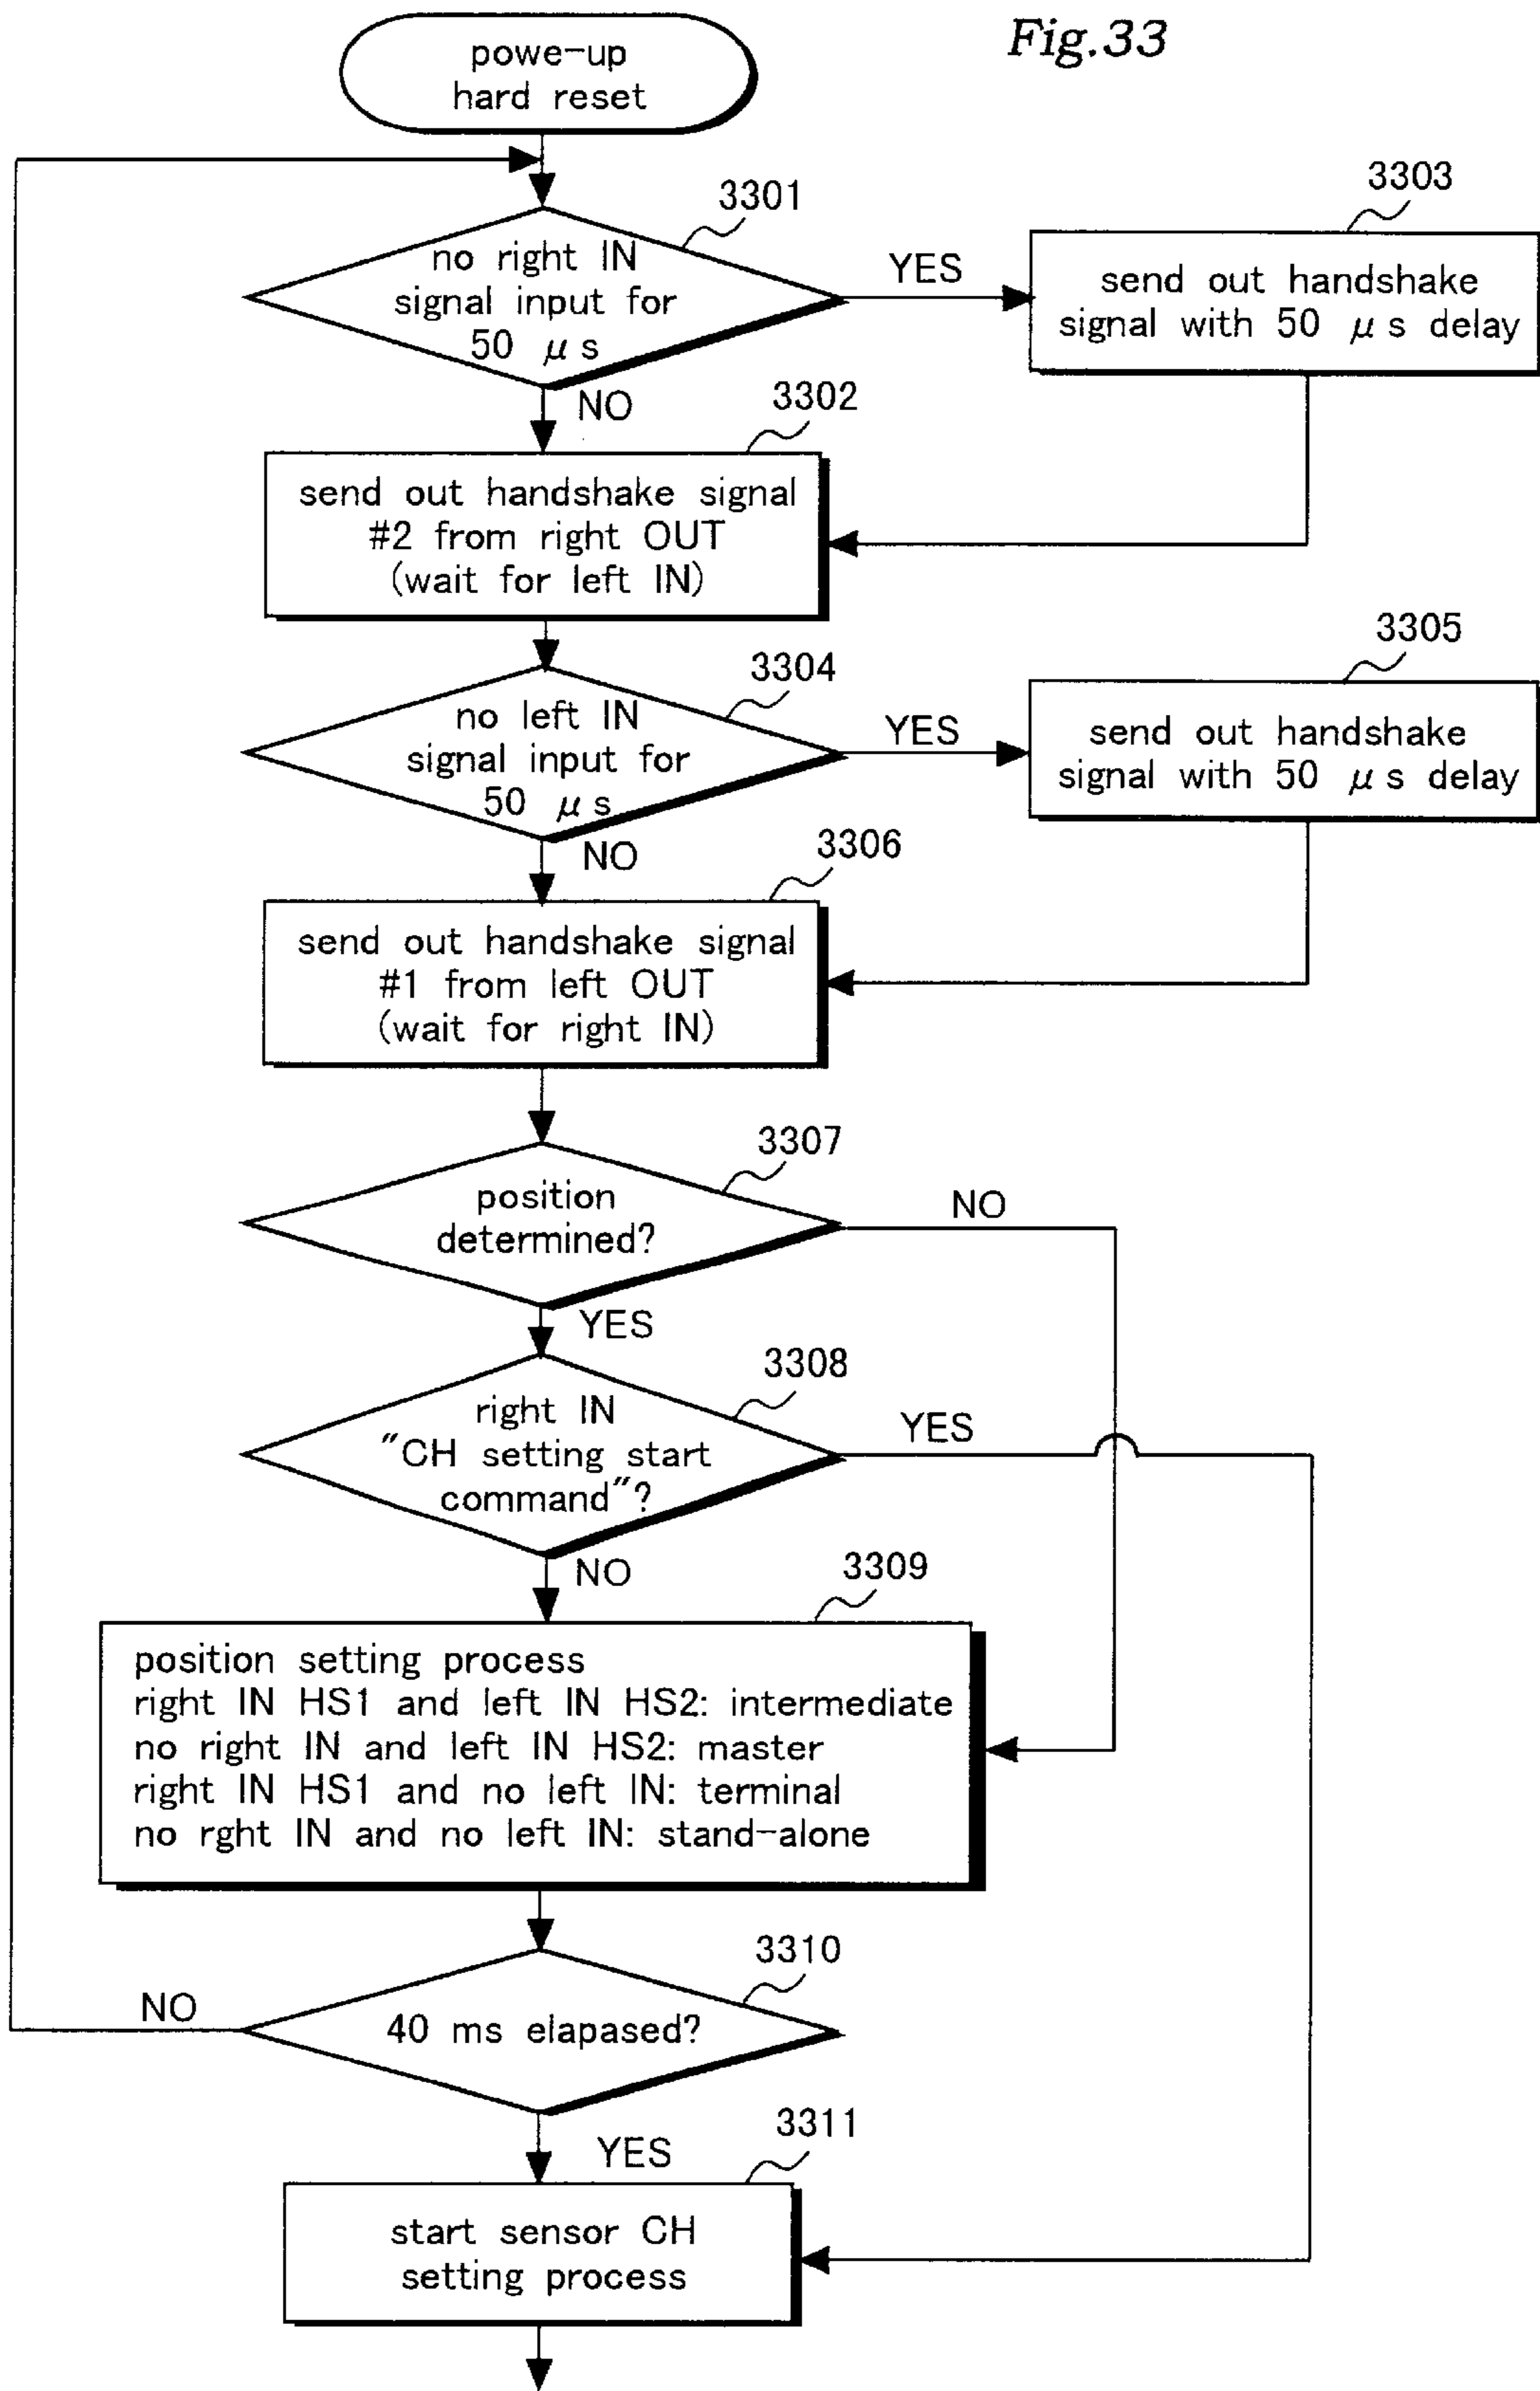 Fig.33
powe-up
hard reset
3301
no right IN
signal input for
50 μs
YES
3303
send out handshake
signal with 50 μs delay
NO
3302
send out handshake signal
#2 from right OUT
(wait for left IN)
3304
no left IN
signal input for
50 μs
YES
3305
send out handshake
signal with 50 μs delay
NO
3306
send out handshake signal
#1 from left OUT
(wait for right IN)
3307
position
determined?
NO
YES
3308
right IN
"CH setting start
command"?
YES
NO
3309
position setting process
right IN HS1 and left IN HS2: intermediate
no right IN and left IN HS2: master
right IN HS1 and no left IN: terminal
no rght IN and no left IN: stand-alone
3310
40 ms elapased?
NO
YES
3311
start sensor CH
setting process